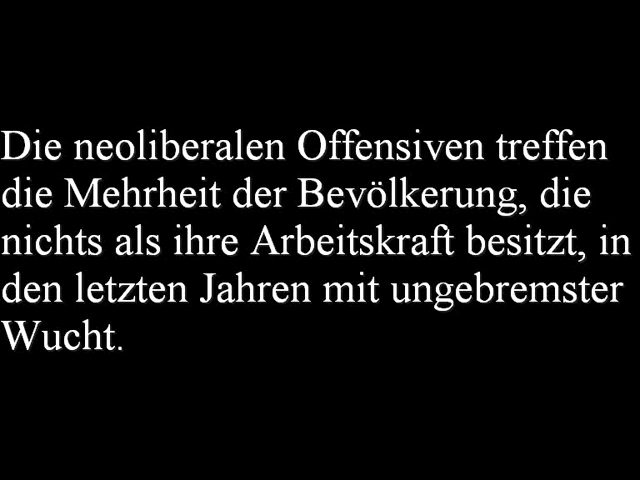 Die neoliberalen Offensiven treffen
die Mehrheit der Bevölkerung, die
nichts als ihre Arbeitskraft besitzt, in
den letzten Jahren mit ungebremster
Wucht.